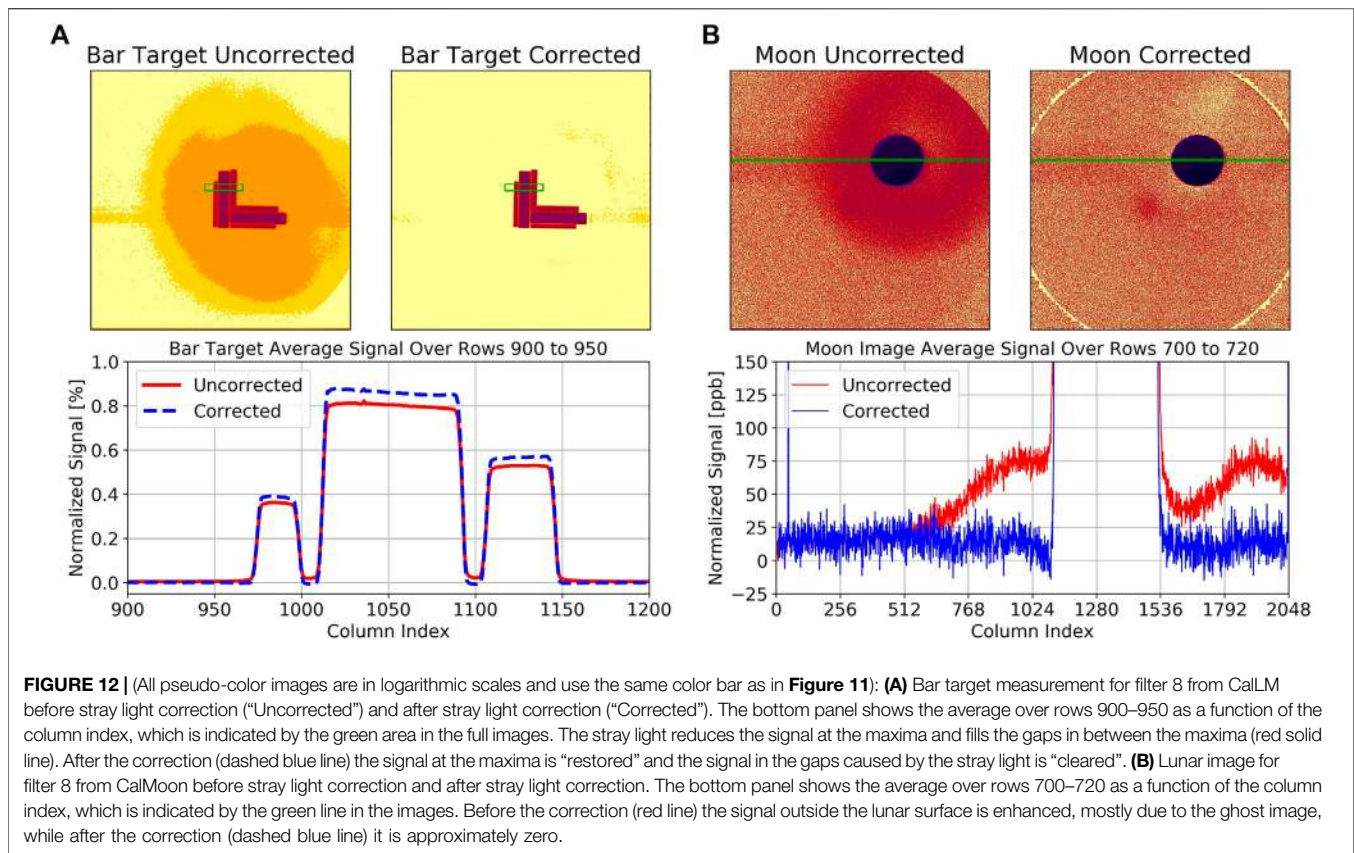 A
Bar Target Uncorrected
Bar Target Corrected
1.0
0.8
0.6
0.4
0.2
0.0
Normalized Signal [%]
Bar Target Average Signal Over Rows 900 to 950
Uncorrected
Corrected
900
950
1000
1050
1100
1150
1200
Column Index
B
Moon Uncorrected
Moon Corrected
150
125
100
75
50
25
0
−25
Normalized Signal [ppb]
Moon Image Average Signal Over Rows 700 to 720
Uncorrected
Corrected
0
256
512
768
1024
1280
1536
1792
2048
Column Index
FIGURE 12 | (All pseudo-color images are in logarithmic scales and use the same color bar as in Figure 11): (A) Bar target measurement for filter 8 from CalLM
before stray light correction (“Uncorrected”) and after stray light correction (“Corrected”). The bottom panel shows the average over rows 900–950 as a function of the
column index, which is indicated by the green area in the full images. The stray light reduces the signal at the maxima and fills the gaps in between the maxima (red solid
line). After the correction (dashed blue line) the signal at the maxima is “restored” and the signal in the gaps caused by the stray light is “cleared”. (B) Lunar image for
filter 8 from CalMoon before stray light correction and after stray light correction. The bottom panel shows the average over rows 700–720 as a function of the column
index, which is indicated by the green line in the images. Before the correction (red line) the signal outside the lunar surface is enhanced, mostly due to the ghost image,
while after the correction (dashed blue line) it is approximately zero.